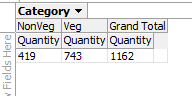 Category
NonVeg Veg Grand Total
Quantity Quantity Quantity
419 743 1162
Fields Here